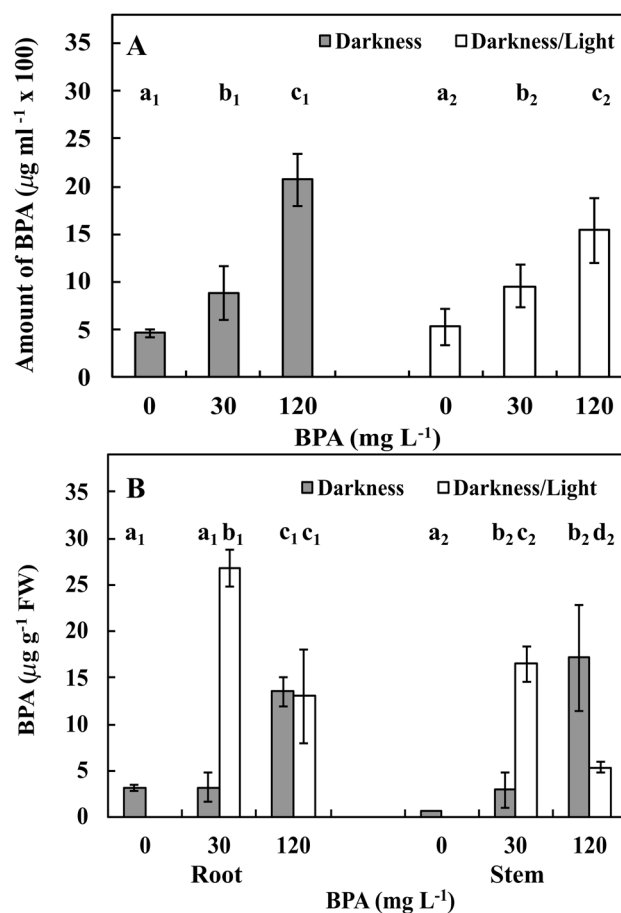 A
Darkness
Darkness/Light
Amount of BPA (μg ml⁻¹ x 100)
35
30
25
20
15
10
5
0
a₁ b₁ c₁ a₂ b₂ c₂
0 30 120 0 30 120
BPA (mg L⁻¹)
B
Darkness
Darkness/Light
BPA (μg g⁻¹ FW)
35
30
25
20
15
10
5
0
a₁ a₁ b₁ c₁ c₁ a₂ b₂ c₂ b₂ d₂
0 30 120 0 30 120
Root Stem
BPA (mg L⁻¹)